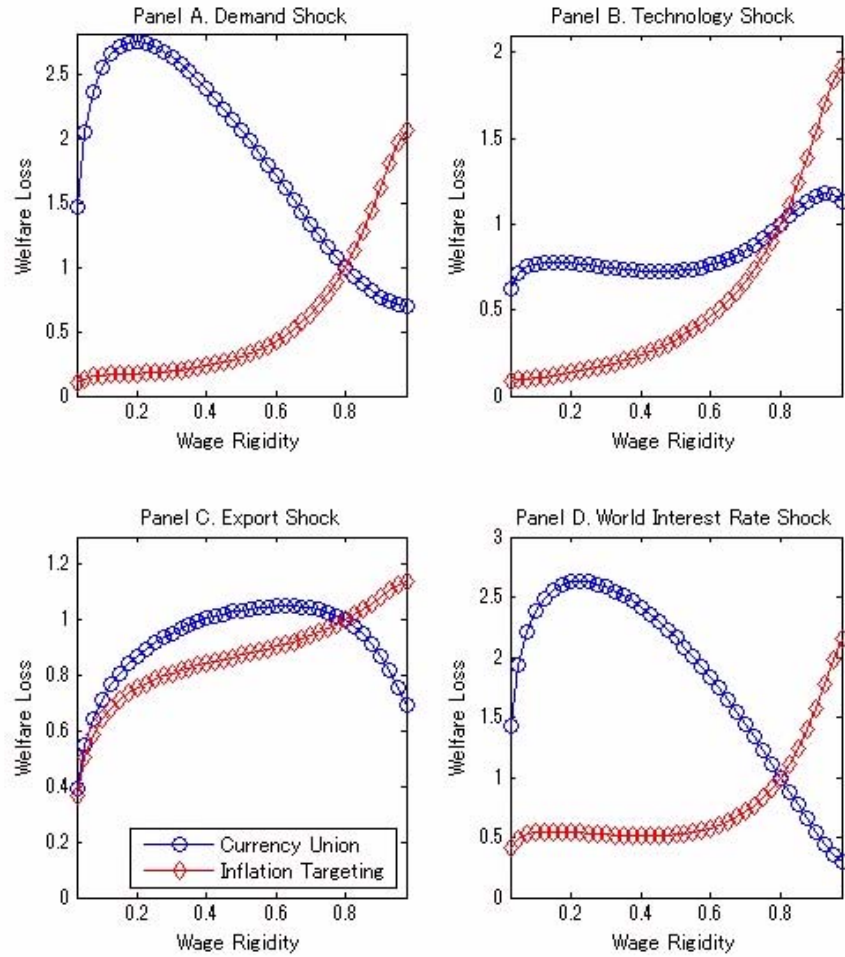 Panel A. Demand Shock
Welfare Loss
2.5
2
1.5
1
0.5
0
0.2 0.4 0.6 0.8
Wage Rigidity
Panel B. Technology Shock
Welfare Loss
2
1.5
1
0.5
0
0.2 0.4 0.6 0.8
Wage Rigidity
Panel C. Export Shock
Welfare Loss
1.2
1
0.8
0.6
0.4
0.2
0
Currency Union
Inflation Targeting
0.2 0.4 0.6 0.8
Wage Rigidity
Panel D. World Interest Rate Shock
Welfare Loss
3
2.5
2
1.5
1
0.5
0
0.2 0.4 0.6 0.8
Wage Rigidity